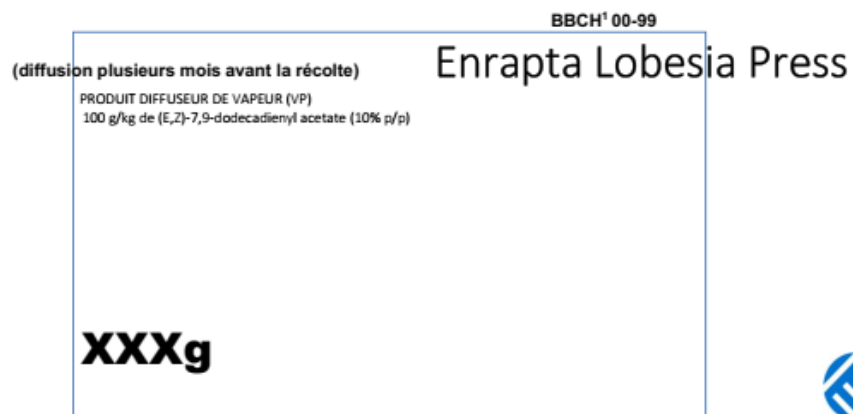 BBCH¹ 00-99
Enrapta Lobesia Press
(diffusion plusieurs mois avant la récolte)
PRODUIT DIFFUSEUR DE VAPEUR (VP)
100 g/kg de (E,Z)-7,9-dodecadienyl acetate (10% p/p)
XXXg